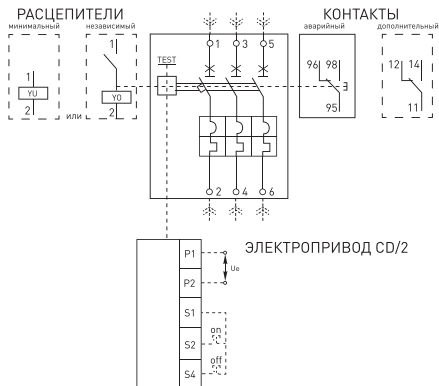 РАСЦЕПИТЕЛИ
КОНТАКТЫ
минимальный
независимый
аварийный
дополнительный
1
1 3 5
TEST
96 98
12 14
1
YU
YO
2
или
2
95
11
2 4 6
P1
ЭЛЕКТРОПРИВОД CD/2
Ue
P2
S1
on
S2
off
S4